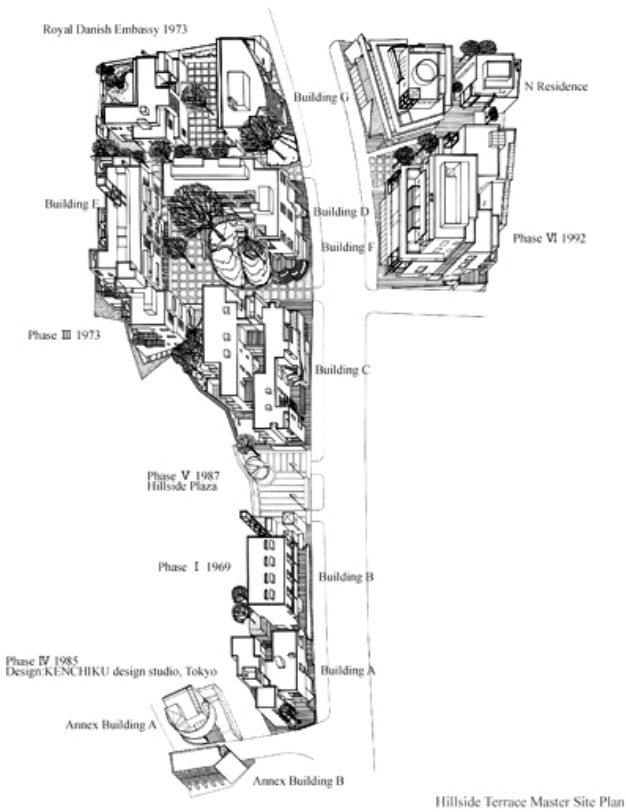 Royal Danish Embassy 1973
Building G
N Residence
Building E
Building D
Building F
Phase Ⅵ 1992
Phase Ⅲ 1973
Building C
Phase Ⅴ 1987
Hillside Plaza
Phase Ⅰ 1969
Building B
Phase Ⅳ 1985
Design:KENCHIKU design studio, Tokyo
Building A
Annex Building A
Annex Building B
Hillside Terrace Master Site Plan